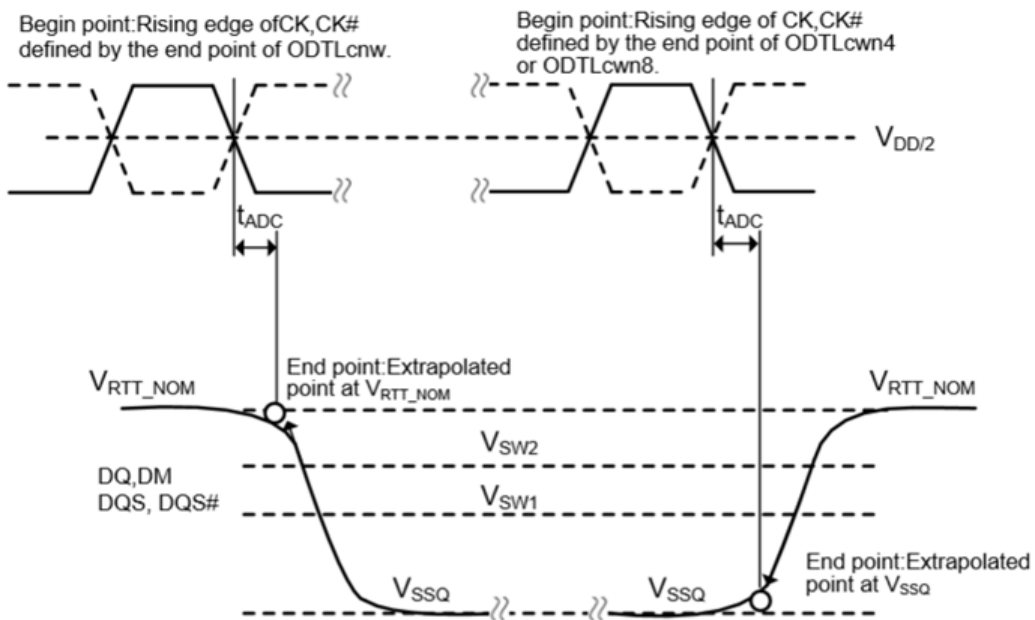 Begin point:Rising edge ofCK,CK#
defined by the end point of ODTLcnw.
Begin point:Rising edge of CK,CK#
defined by the end point of ODTLcwn4
or ODTLcwn8.
VDD/2
tADC
tADC
End point:Extrapolated
point at VRTT_NOM
VRTT_NOM
VRTT_NOM
VSW2
DQ,DM
DQS, DQS#
VSW1
End point:Extrapolated
point at VSSQ
VSSQ
VSSQ